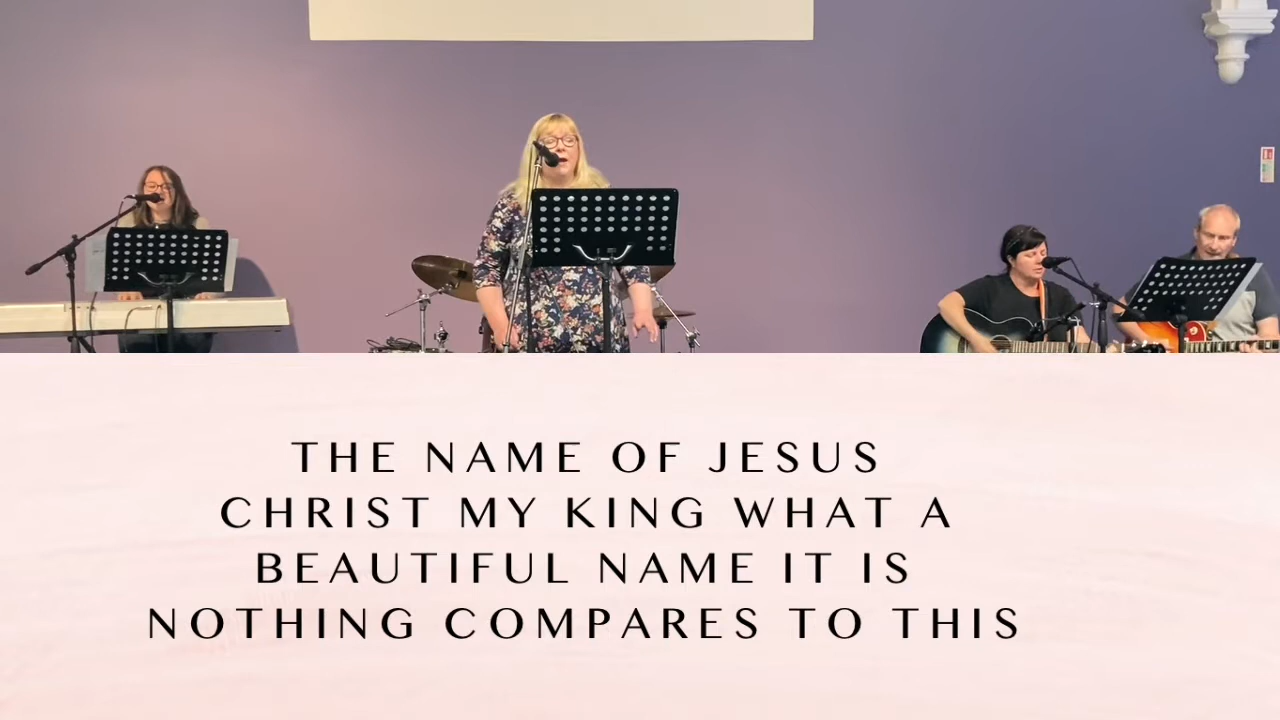 THE NAME OF JESUS
CHRIST MY KING WHAT A
BEAUTIFUL NAME IT IS
NOTHING COMPARES TO THIS